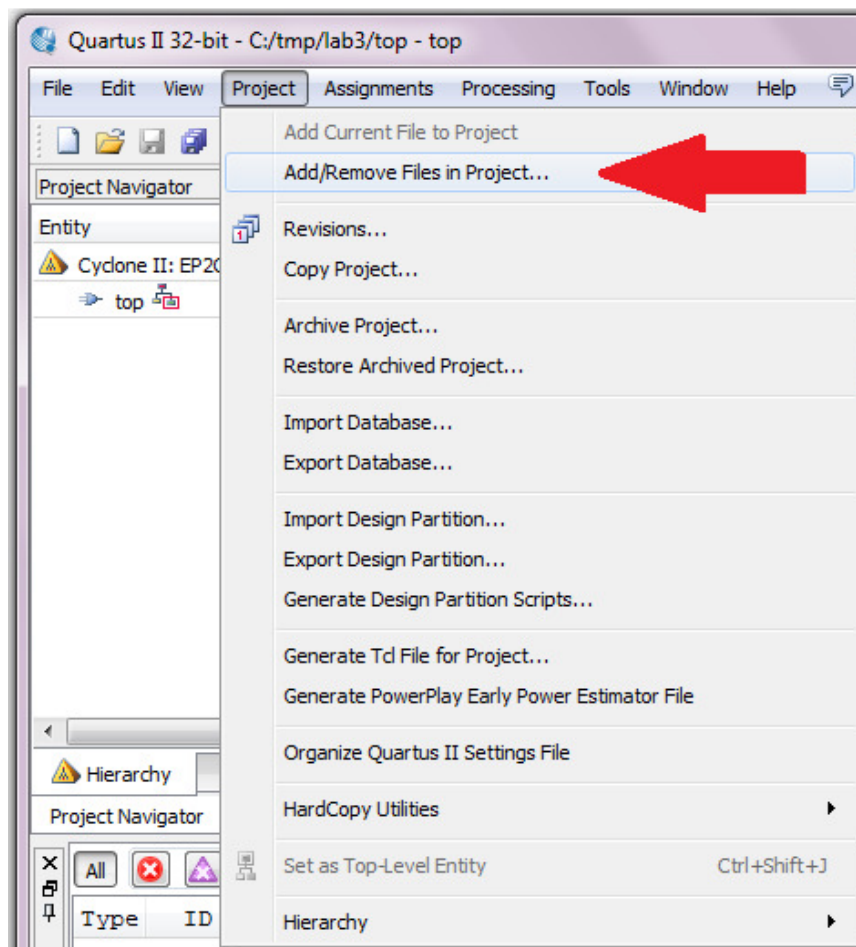 Quartus II 32-bit - C:/tmp/lab3/top - top
File Edit View Project Assignments Processing Tools Window Help
Add Current File to Project
Add/Remove Files in Project...
Project Navigator
Entity
Revisions...
Cyclone II: EP2C
Copy Project...
top
Archive Project...
Restore Archived Project...
Import Database...
Export Database...
Import Design Partition...
Export Design Partition...
Generate Design Partition Scripts...
Generate Tcl File for Project...
Generate PowerPlay Early Power Estimator File
Organize Quartus II Settings File
Hierarchy
HardCopy Utilities
Project Navigator
Set as Top-Level Entity Ctrl+Shift+J
All
Type ID
Hierarchy